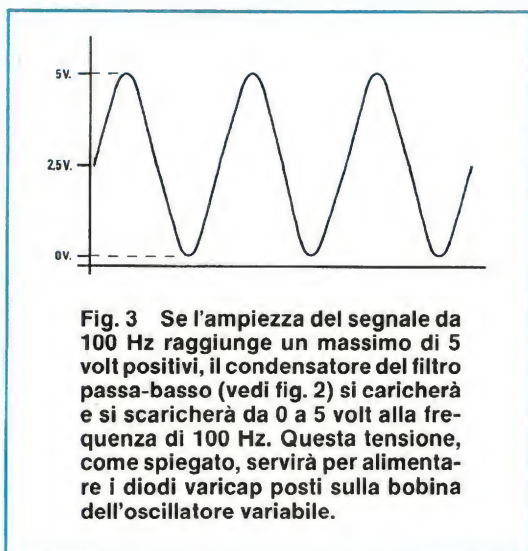 5V.
2,5V.
0V.
Fig. 3 Se l'ampiezza del segnale da
100 Hz raggiunge un massimo di 5
volt positivi, il condensatore del filtro
passa-basso (vedi fig. 2) si caricherà
e si scaricherà da 0 a 5 volt alla fre-
quenza di 100 Hz. Questa tensione,
come spiegato, servirà per alimenta-
re i diodi varicap posti sulla bobina
dell'oscillatore variabile.